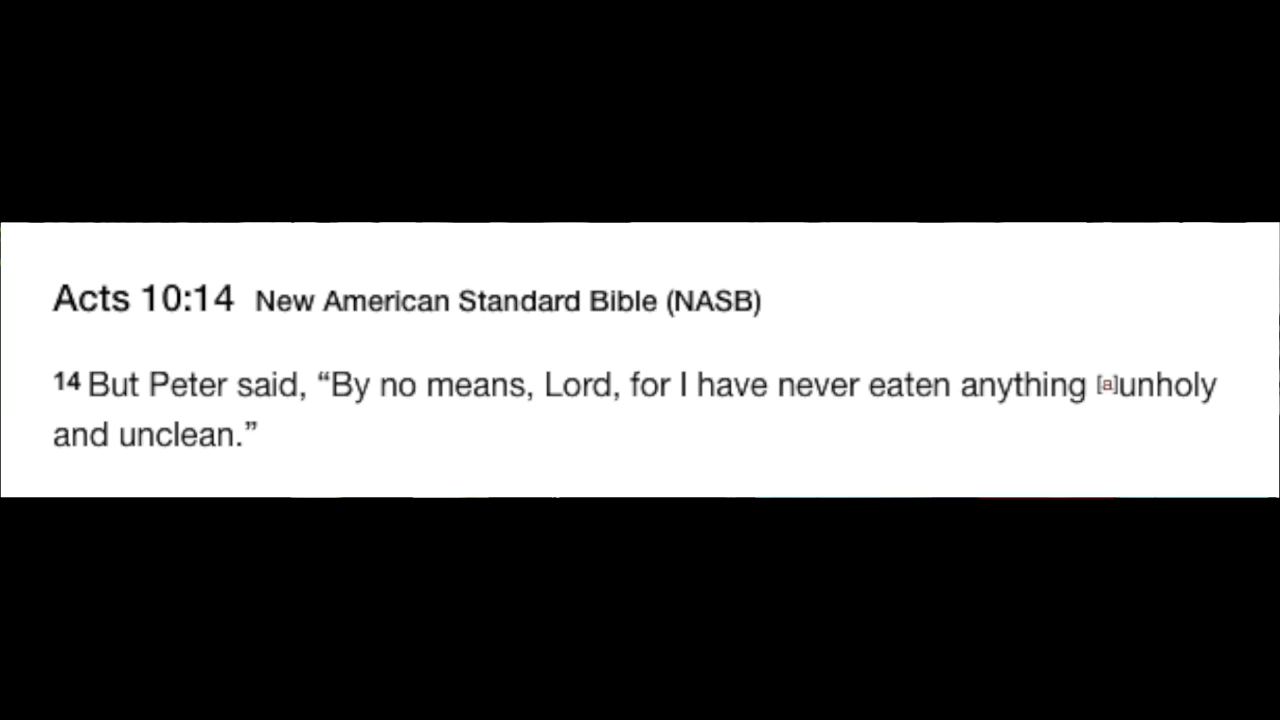 Acts 10:14 New American Standard Bible (NASB)
14 But Peter said, “By no means, Lord, for I have never eaten anything [a]unholy
and unclean.”